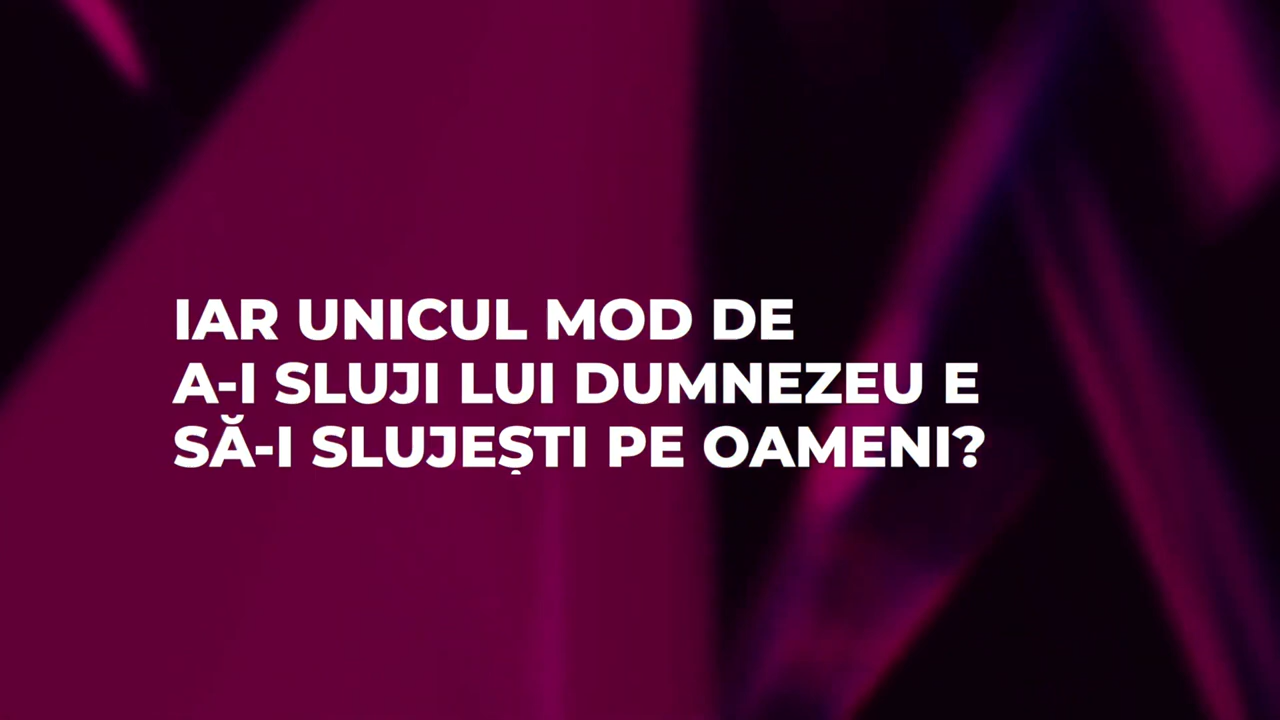 IAR UNICUL MOD DE
A-I SLUJI LUI DUMNEZEU E
SĂ-I SLUJEȘTI PE OAMENI?